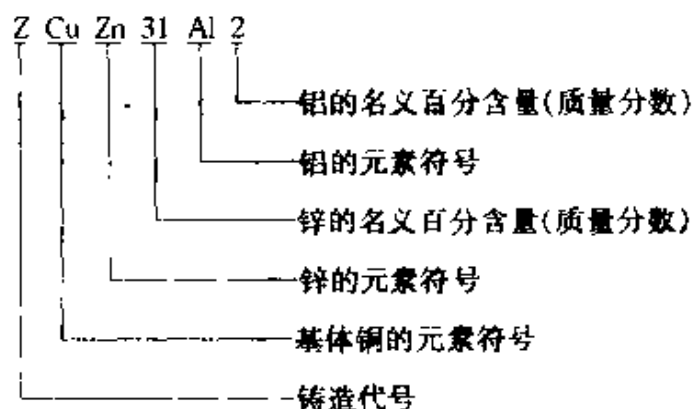 Z Cu Zn 31 Al 2
铝的名义百分含量(质量分数)
铝的元素符号
锌的名义百分含量(质量分数)
锌的元素符号
基体铜的元素符号
铸造代号